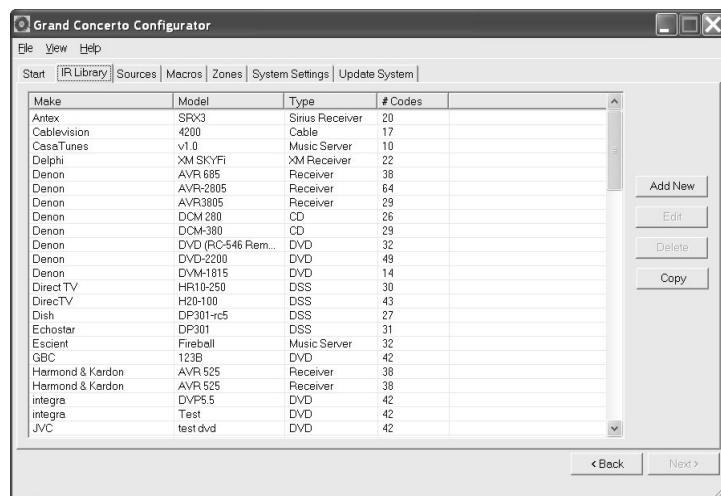 Grand Concerto Configurator
File View Help
Start IR Library Sources Macros Zones System Settings Update System
Make Model Type # Codes
Antex SRX3 Sirius Receiver 20
Cablevision 4200 Cable 17
CasaTunes v1.0 Music Server 10
Delphi XM SKYFi XM Receiver 22
Denon AVR 685 Receiver 38
Denon AVR-2805 Receiver 64
Denon AVR3805 Receiver 29
Denon DCM 280 CD 26
Denon DCM-380 CD 29
Denon DVD (RC-546 Rem... DVD 32
Denon DVD-2200 DVD 49
Denon DVM-1815 DVD 14
Direct TV HR10-250 DSS 30
DirecTV H20-100 DSS 43
Dish DP301-rc5 DSS 27
Echostar DP301 DSS 31
Escient Fireball Music Server 32
GBC 123B DVD 42
Harmond & Kardon AVR 525 Receiver 38
Harmond & Kardon AVR 525 Receiver 38
integra DVP5.5 DVD 42
integra Test DVD 42
JVC test dvd DVD 42
Add New
Edit
Delete
Copy
< Back Next >